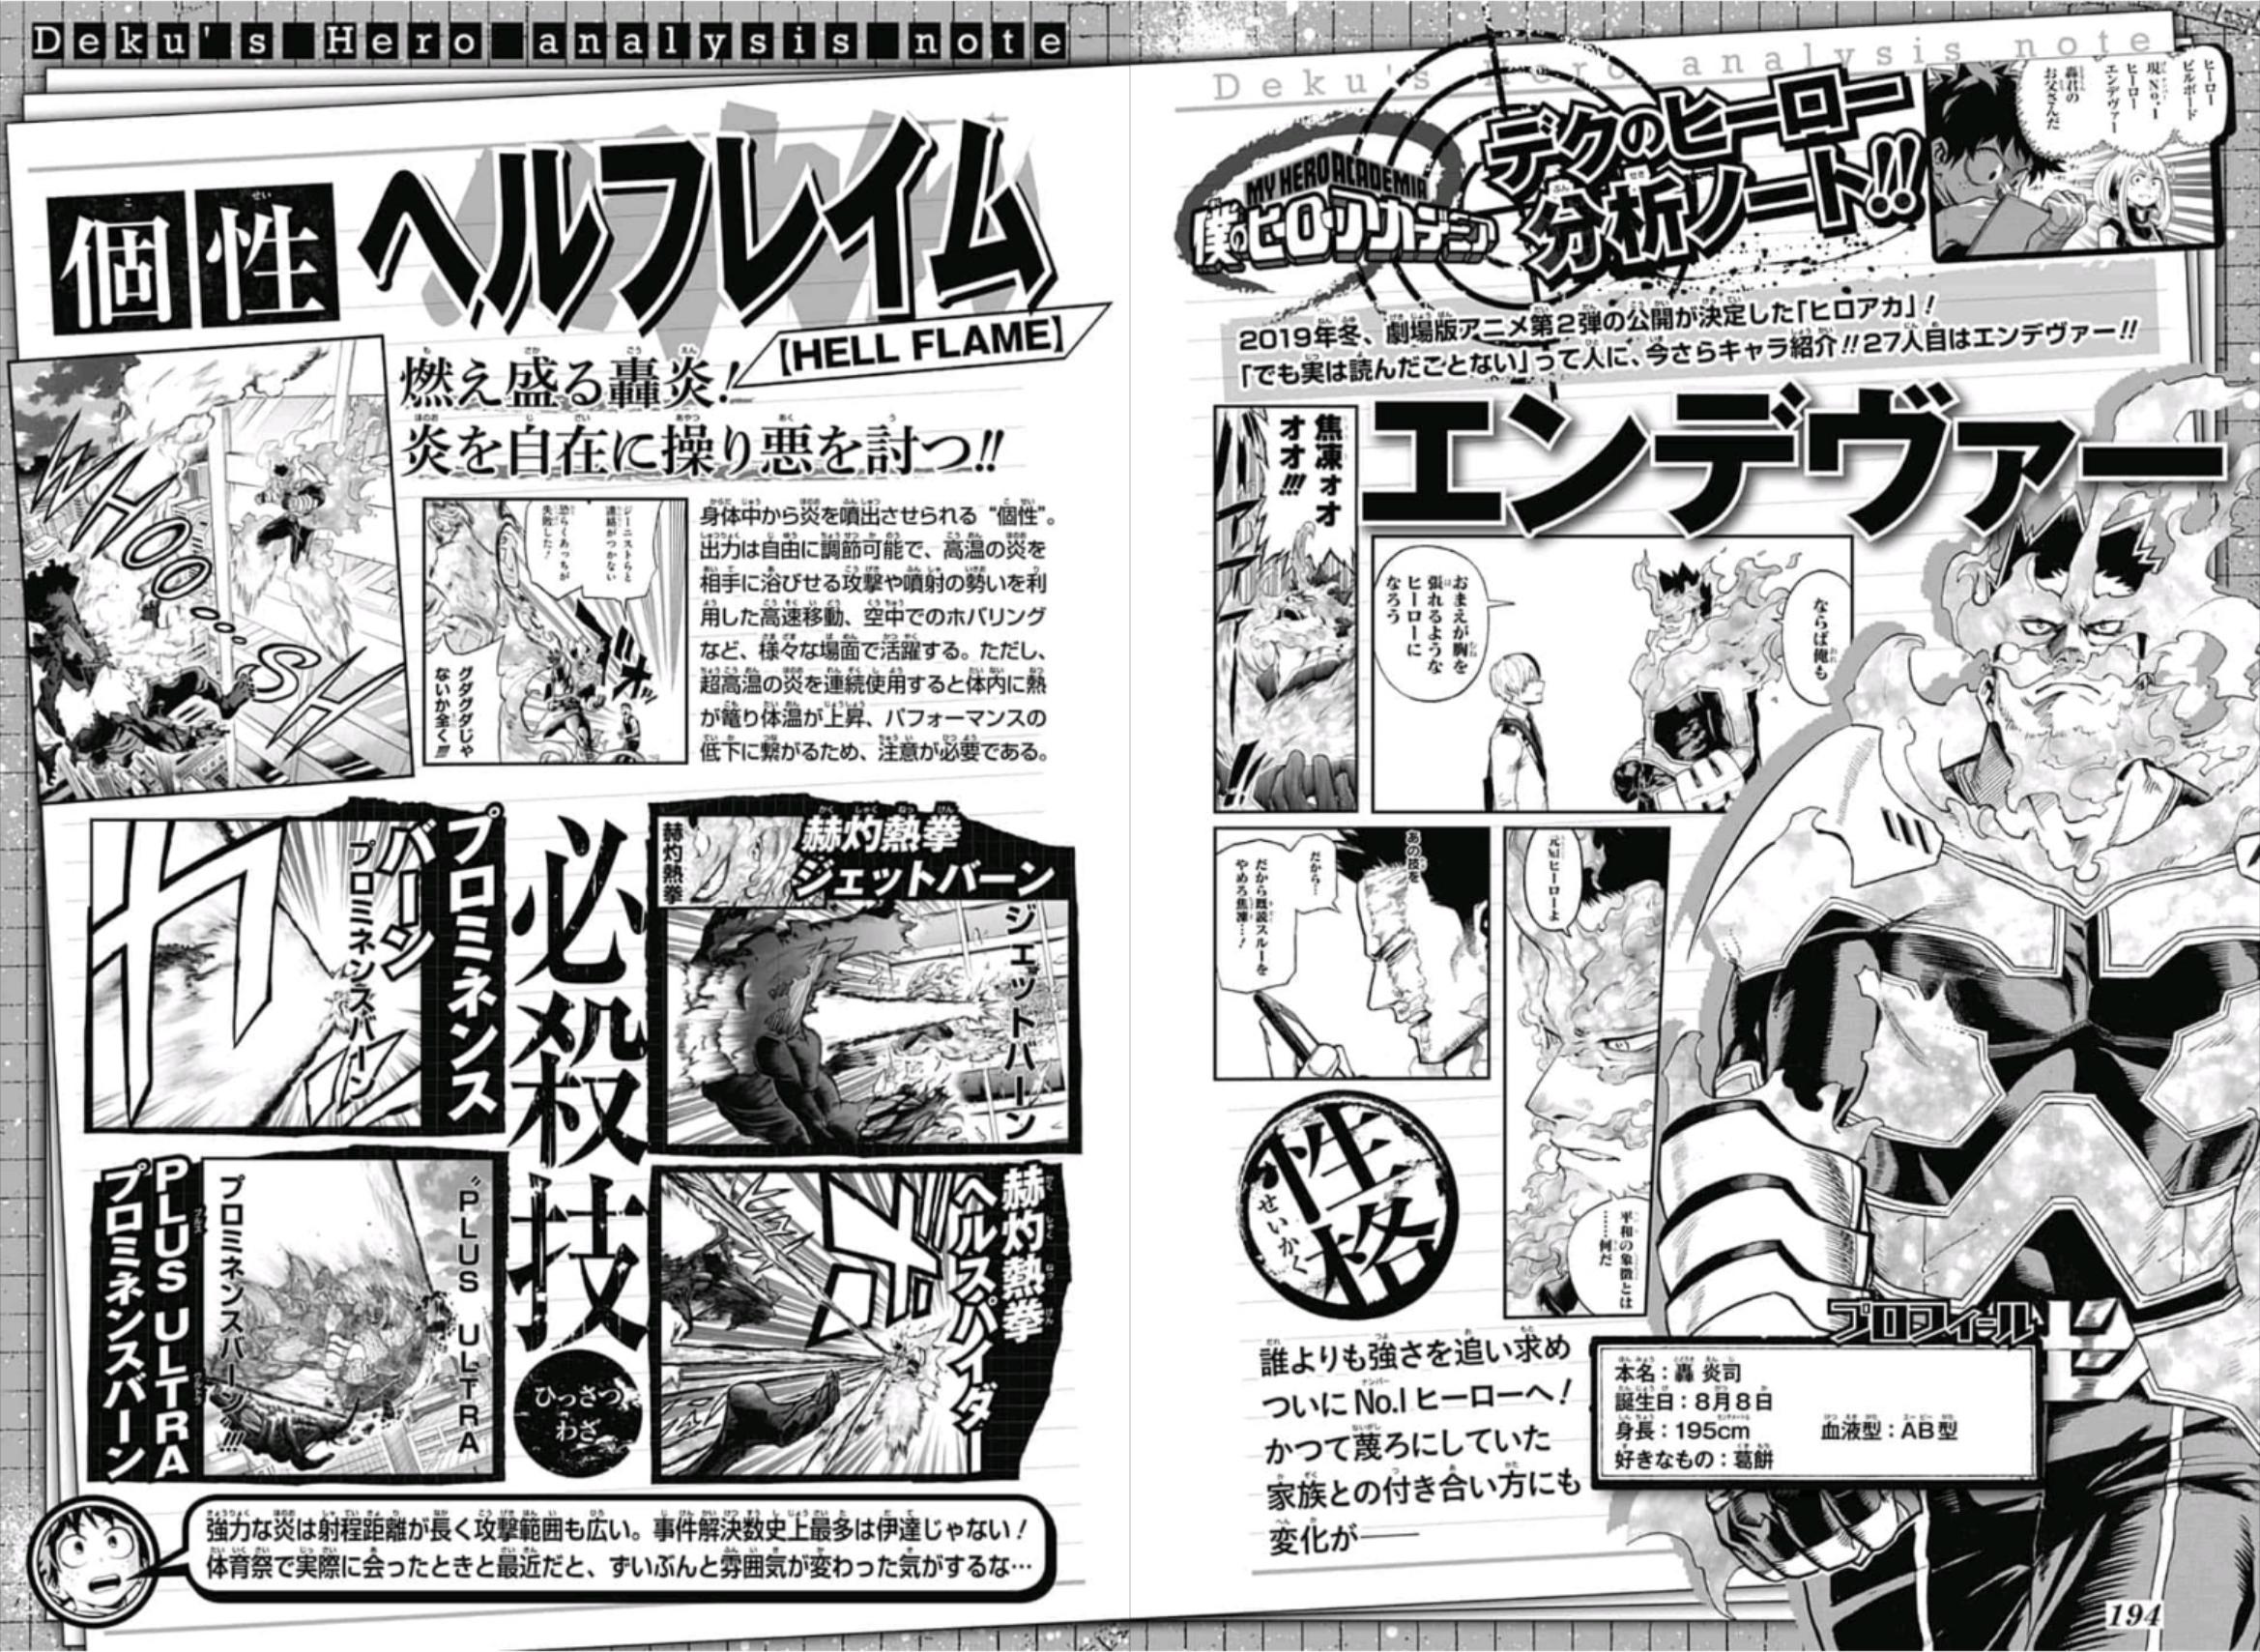 Deku's Hero analysis note
デクのヒーロー
分析ノート!!
MY HERO ACADEMIA
僕のヒーローアカデミア
ヒーロー
ビルボード
現No.1
ヒーロー
エンデヴァー
轟君の
お父さんだ
2019年冬、劇場版アニメ第2弾の公開が決定した「ヒロアカ」!
「でも実は読んだことない」って人に、今さらキャラ紹介!!27人目はエンデヴァー!!
エンデヴァー
焦凍ォオ
オオ!!!
ならば俺も
おまえが胸を
張れるような
ヒーローに
なろう
元No.1ヒーローよ
平和の象徴とは
……何だ
あの技を
だから…
だから既読スルーを
やめろ焦凍…!
性格
せいかく
誰よりも強さを追い求め
ついにNo.1ヒーローへ!
かつて蔑ろにしていた
家族との付き合い方にも
変化が――
プロフィール
本名:轟 炎司
誕生日:8月8日
身長:195cm 血液型:AB型
好きなもの:葛餅
194
Deku's Hero analysis note
個性
ヘルフレイム
【HELL FLAME】
燃え盛る轟炎!
炎を自在に操り悪を討つ!!
WHOOO...SH
ジーニストらと
連絡がつかない
恐らくあっちが
失敗した!
グダグダじゃ
ないか全く!!!
身体中から炎を噴出させられる“個性”。
出力は自由に調節可能で、高温の炎を
相手に浴びせる攻撃や噴射の勢いを利
用した高速移動、空中でのホバリング
など、様々な場面で活躍する。ただし、
超高温の炎を連続使用すると体内に熱
が籠り体温が上昇、パフォーマンスの
低下に繋がるため、注意が必要である。
必殺技
ひっさつ
わざ
赫灼熱拳
ジェットバーン
赫灼熱拳
ジェットバーン
赫灼熱拳
ヘルスパイダー
プロミネンス
バーン
プロミネンスバーン
カッ
PLUS ULTRA
プロミネンスバーン
“PLUS ULTRA
プロミネンスバーン”!!!
強力な炎は射程距離が長く攻撃範囲も広い。事件解決数史上最多は伊達じゃない!
体育祭で実際に会ったときと最近だと、ずいぶんと雰囲気が変わった気がするな…